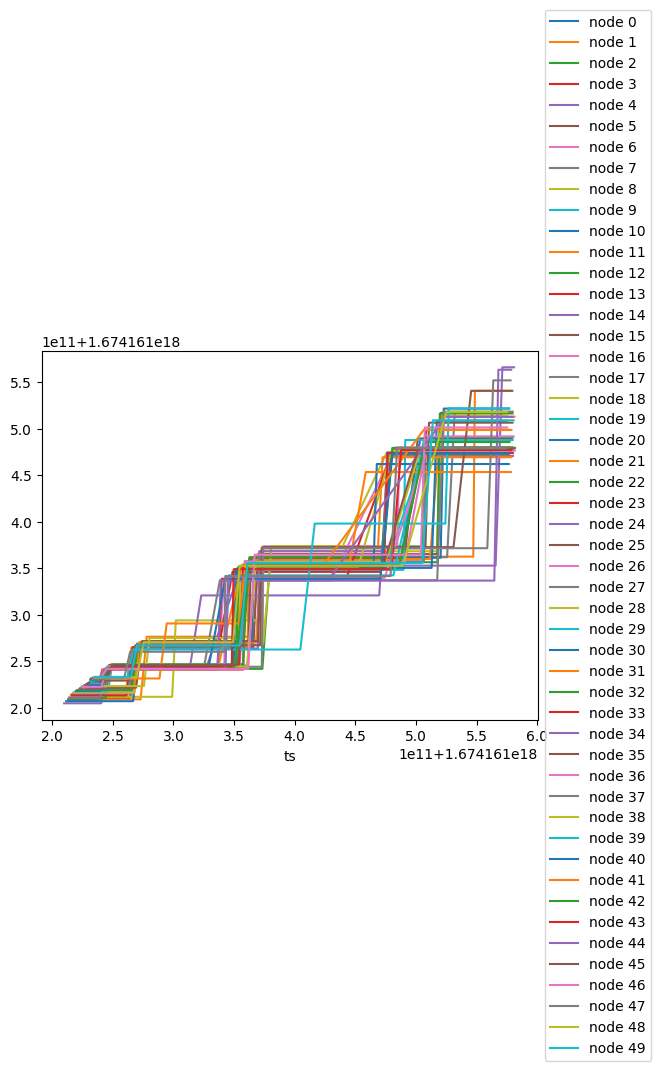 1e11+1.674161e18
5.5
5.0
4.5
4.0
3.5
3.0
2.5
2.0
2.0 2.5 3.0 3.5 4.0 4.5 5.0 5.5 6.0
1e11+1.674161e18
ts
node 0
node 1
node 2
node 3
node 4
node 5
node 6
node 7
node 8
node 9
node 10
node 11
node 12
node 13
node 14
node 15
node 16
node 17
node 18
node 19
node 20
node 21
node 22
node 23
node 24
node 25
node 26
node 27
node 28
node 29
node 30
node 31
node 32
node 33
node 34
node 35
node 36
node 37
node 38
node 39
node 40
node 41
node 42
node 43
node 44
node 45
node 46
node 47
node 48
node 49